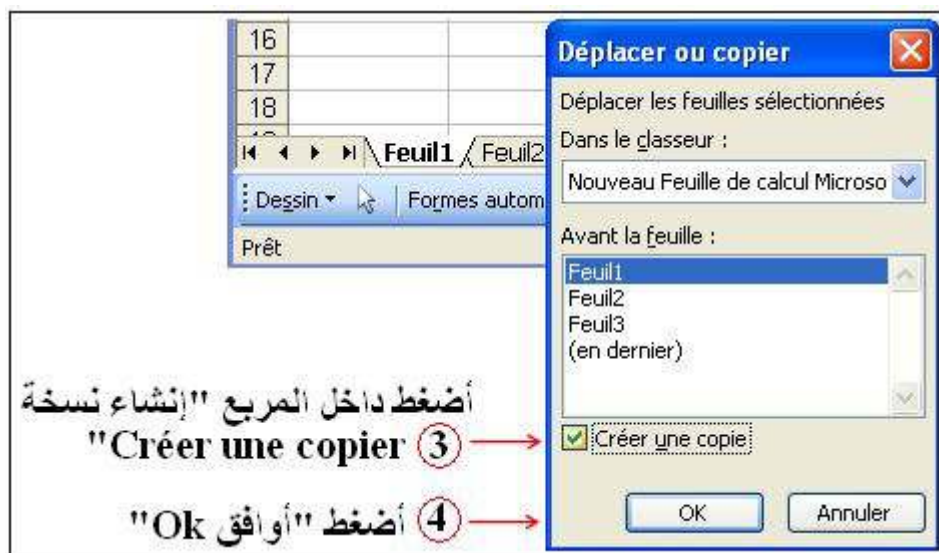 16
17
18
Feuil1 / Feuil2
Dessin
Formes autom
Prêt
Déplacer ou copier
Déplacer les feuilles sélectionnées
Dans le classeur :
Nouveau Feuille de calcul Microso
Avant la feuille :
Feuil1
Feuil2
Feuil3
(en dernier)
Créer une copie
OK
Annuler
أضغط داخل المربع "إنشاء نسخة
Créer une copier" ③
④ أضغط "أوافق Ok"